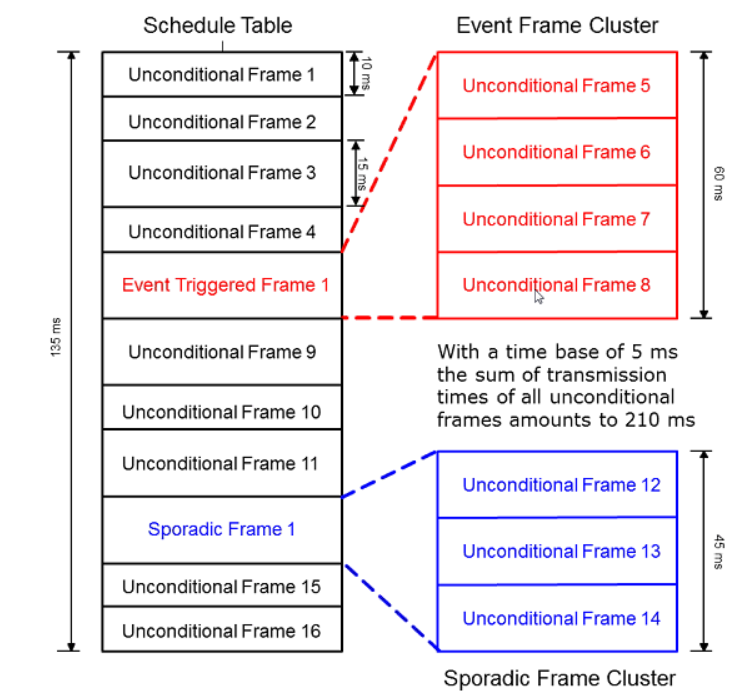 Schedule Table
Event Frame Cluster
Unconditional Frame 1
10 ms
Unconditional Frame 2
Unconditional Frame 3
15 ms
Unconditional Frame 4
Event Triggered Frame 1
Unconditional Frame 9
Unconditional Frame 10
Unconditional Frame 11
Sporadic Frame 1
Unconditional Frame 15
Unconditional Frame 16
135 ms
Unconditional Frame 5
Unconditional Frame 6
Unconditional Frame 7
Unconditional Frame 8
60 ms
With a time base of 5 ms
the sum of transmission
times of all unconditional
frames amounts to 210 ms
Unconditional Frame 12
Unconditional Frame 13
Unconditional Frame 14
45 ms
Sporadic Frame Cluster